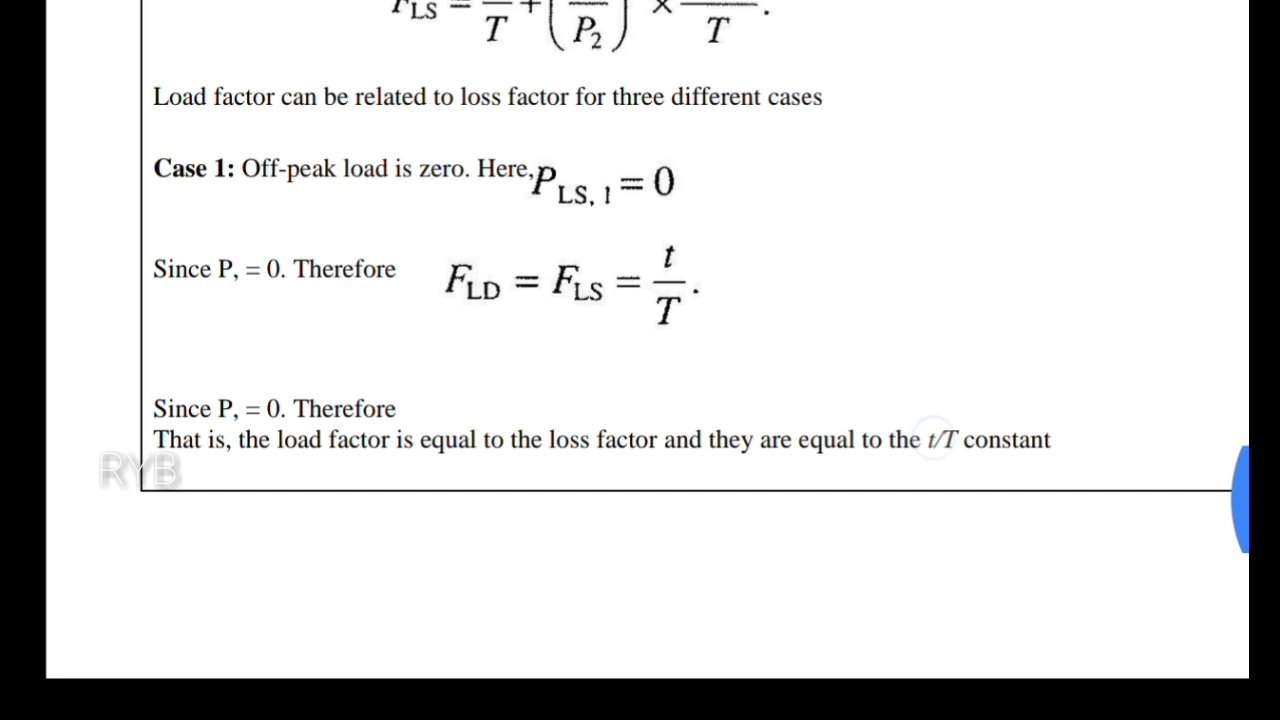 F_LS = T + ( P₂ ) × T .
Load factor can be related to loss factor for three different cases
Case 1: Off-peak load is zero. Here, P_LS, 1 = 0
Since P, = 0. Therefore F_LD = F_LS = t/T .
Since P, = 0. Therefore
That is, the load factor is equal to the loss factor and they are equal to the t/T constant
RYB